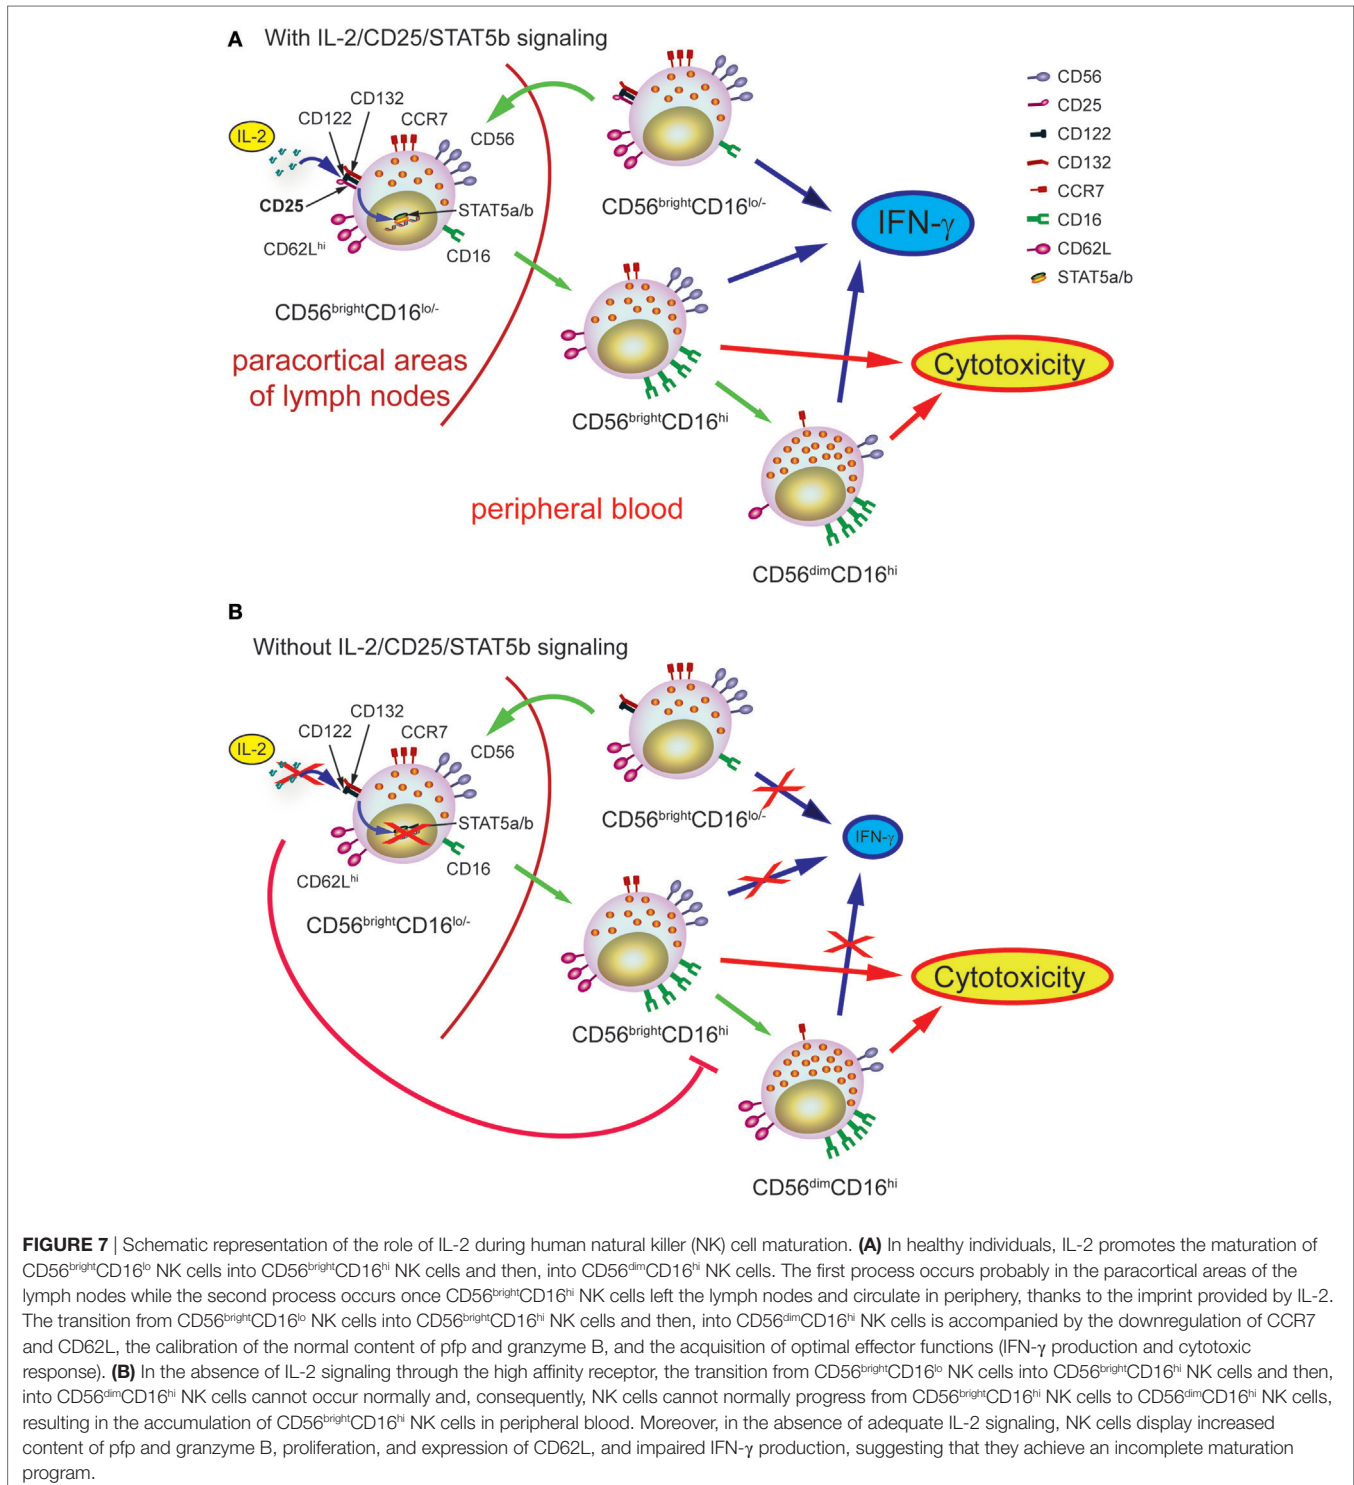 A With IL-2/CD25/STAT5b signaling
CD132
CD122
CCR7
CD56
IL-2
CD25
STAT5a/b
CD62Lhi
CD16
CD56brightCD16lo/-
paracortical areas
of lymph nodes
CD56brightCD16lo/-
IFN-γ
CD56brightCD16hi
Cytotoxicity
peripheral blood
CD56dimCD16hi
CD56
CD25
CD122
CD132
CCR7
CD16
CD62L
STAT5a/b
B
Without IL-2/CD25/STAT5b signaling
CD132
CD122
CCR7
CD56
IL-2
STAT5a/b
CD62Lhi
CD16
CD56brightCD16lo/-
CD56brightCD16lo/-
IFN-γ
CD56brightCD16hi
Cytotoxicity
CD56dimCD16hi
FIGURE 7 | Schematic representation of the role of IL-2 during human natural killer (NK) cell maturation. (A) In healthy individuals, IL-2 promotes the maturation of
CD56brightCD16lo NK cells into CD56brightCD16hi NK cells and then, into CD56dimCD16hi NK cells. The first process occurs probably in the paracortical areas of the
lymph nodes while the second process occurs once CD56brightCD16hi NK cells left the lymph nodes and circulate in periphery, thanks to the imprint provided by IL-2.
The transition from CD56brightCD16lo NK cells into CD56brightCD16hi NK cells and then, into CD56dimCD16hi NK cells is accompanied by the downregulation of CCR7
and CD62L, the calibration of the normal content of pfp and granzyme B, and the acquisition of optimal effector functions (IFN-γ production and cytotoxic
response). (B) In the absence of IL-2 signaling through the high affinity receptor, the transition from CD56brightCD16lo NK cells into CD56brightCD16hi NK cells and then,
into CD56dimCD16hi NK cells cannot occur normally and, consequently, NK cells cannot normally progress from CD56brightCD16hi NK cells to CD56dimCD16hi NK cells,
resulting in the accumulation of CD56brightCD16hi NK cells in peripheral blood. Moreover, in the absence of adequate IL-2 signaling, NK cells display increased
content of pfp and granzyme B, proliferation, and expression of CD62L, and impaired IFN-γ production, suggesting that they achieve an incomplete maturation
program.